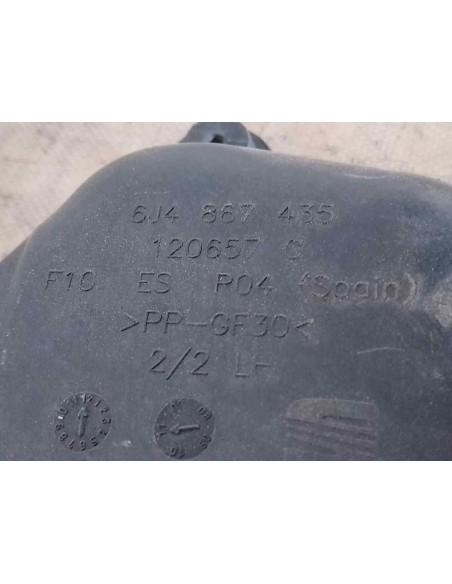 6J4 867 435
120657 C
F10 ES R04 (Spain)
>PP-GF30<
2/2 LH